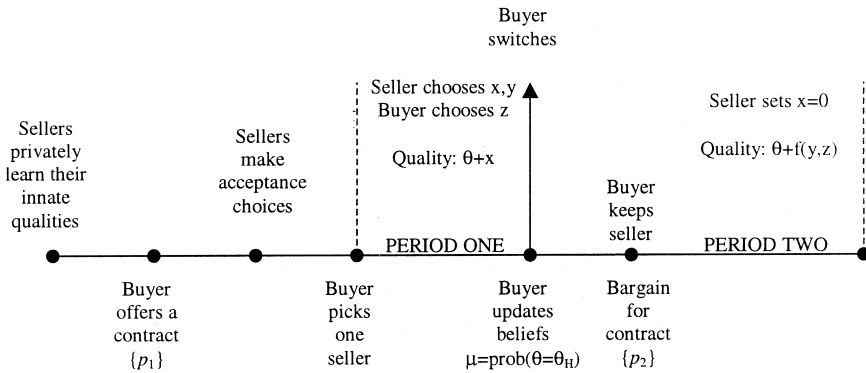 Buyer
switches
Sellers
privately
learn their
innate
qualities
Sellers
make
acceptance
choices
Seller chooses x,y
Buyer chooses z
Quality: θ+x
Buyer
keeps
seller
Seller sets x=0
Quality: θ+f(y,z)
PERIOD ONE
PERIOD TWO
Buyer
offers a
contract
{p₁}
Buyer
picks
one
seller
Buyer
updates
beliefs
μ=prob(θ=θ_H)
Bargain
for
contract
{p₂}